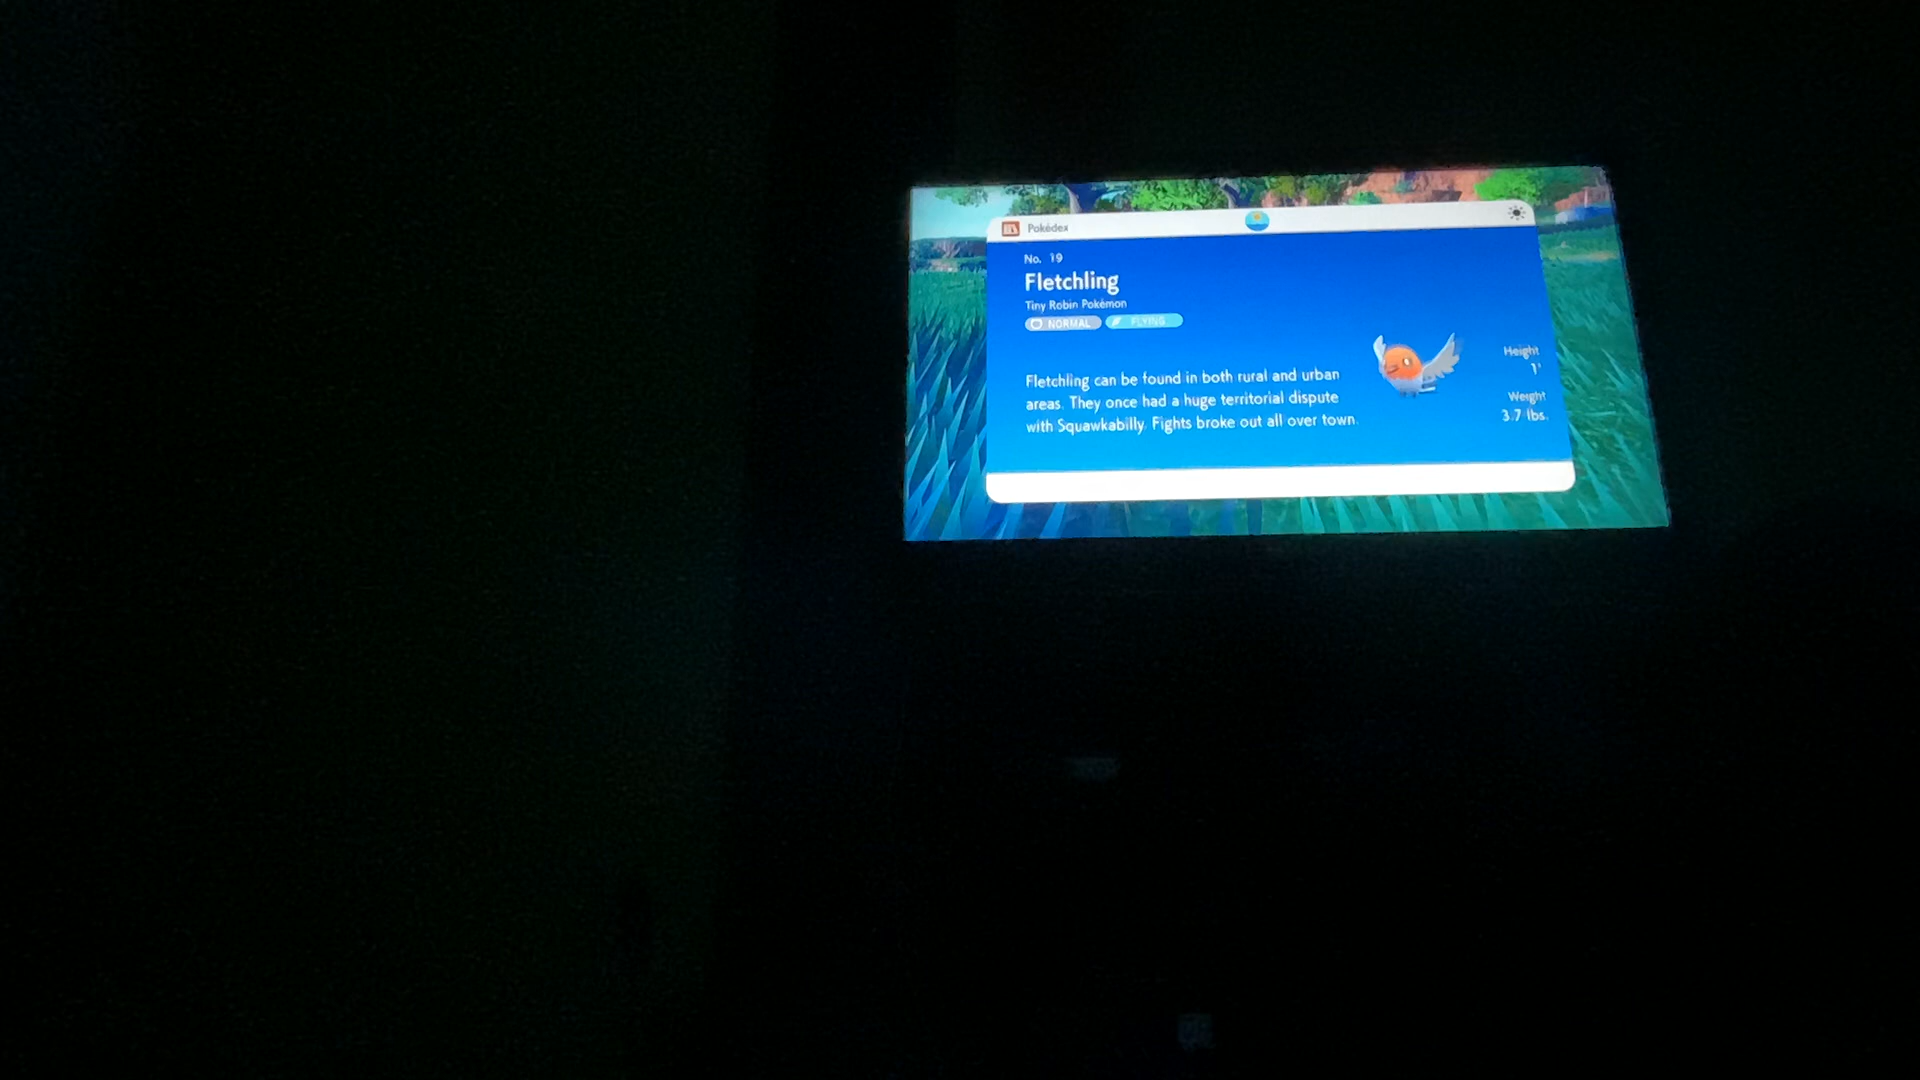 Pokédex
No. 19
Fletchling
Tiny Robin Pokémon
NORMAL FLYING
Fletchling can be found in both rural and urban
areas. They once had a huge territorial dispute
with Squawkabilly. Fights broke out all over town.
Height
1'
Weight
3.7 lbs.